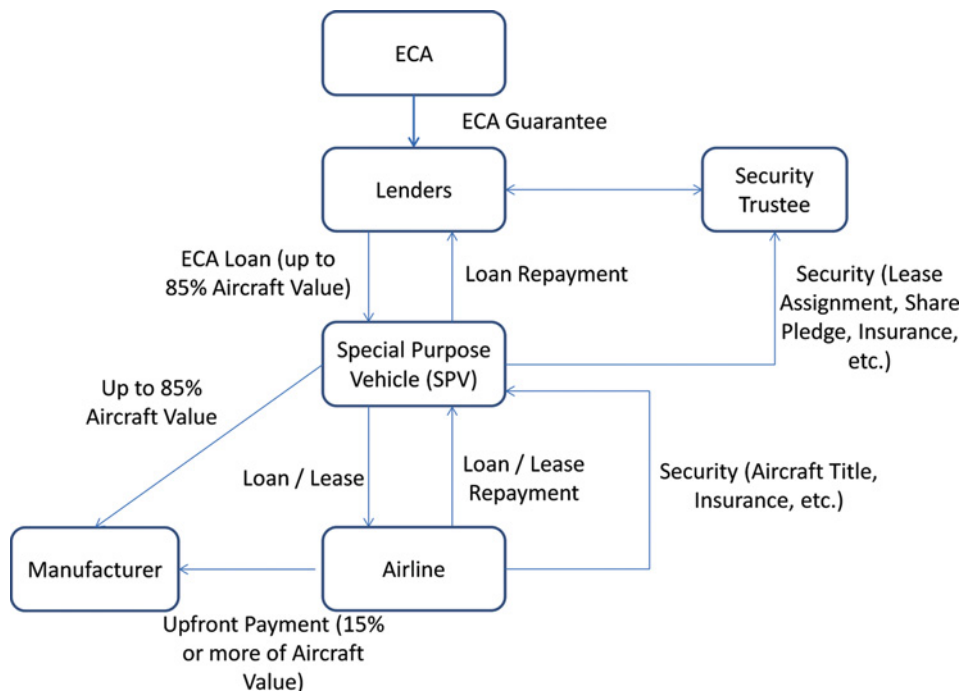 ECA
ECA Guarantee
Lenders
Security
Trustee
ECA Loan (up to
85% Aircraft Value)
Loan Repayment
Security (Lease
Assignment, Share
Pledge, Insurance,
etc.)
Special Purpose
Vehicle (SPV)
Up to 85%
Aircraft Value
Loan / Lease
Loan / Lease
Repayment
Security (Aircraft Title,
Insurance, etc.)
Manufacturer
Airline
Upfront Payment (15%
or more of Aircraft
Value)